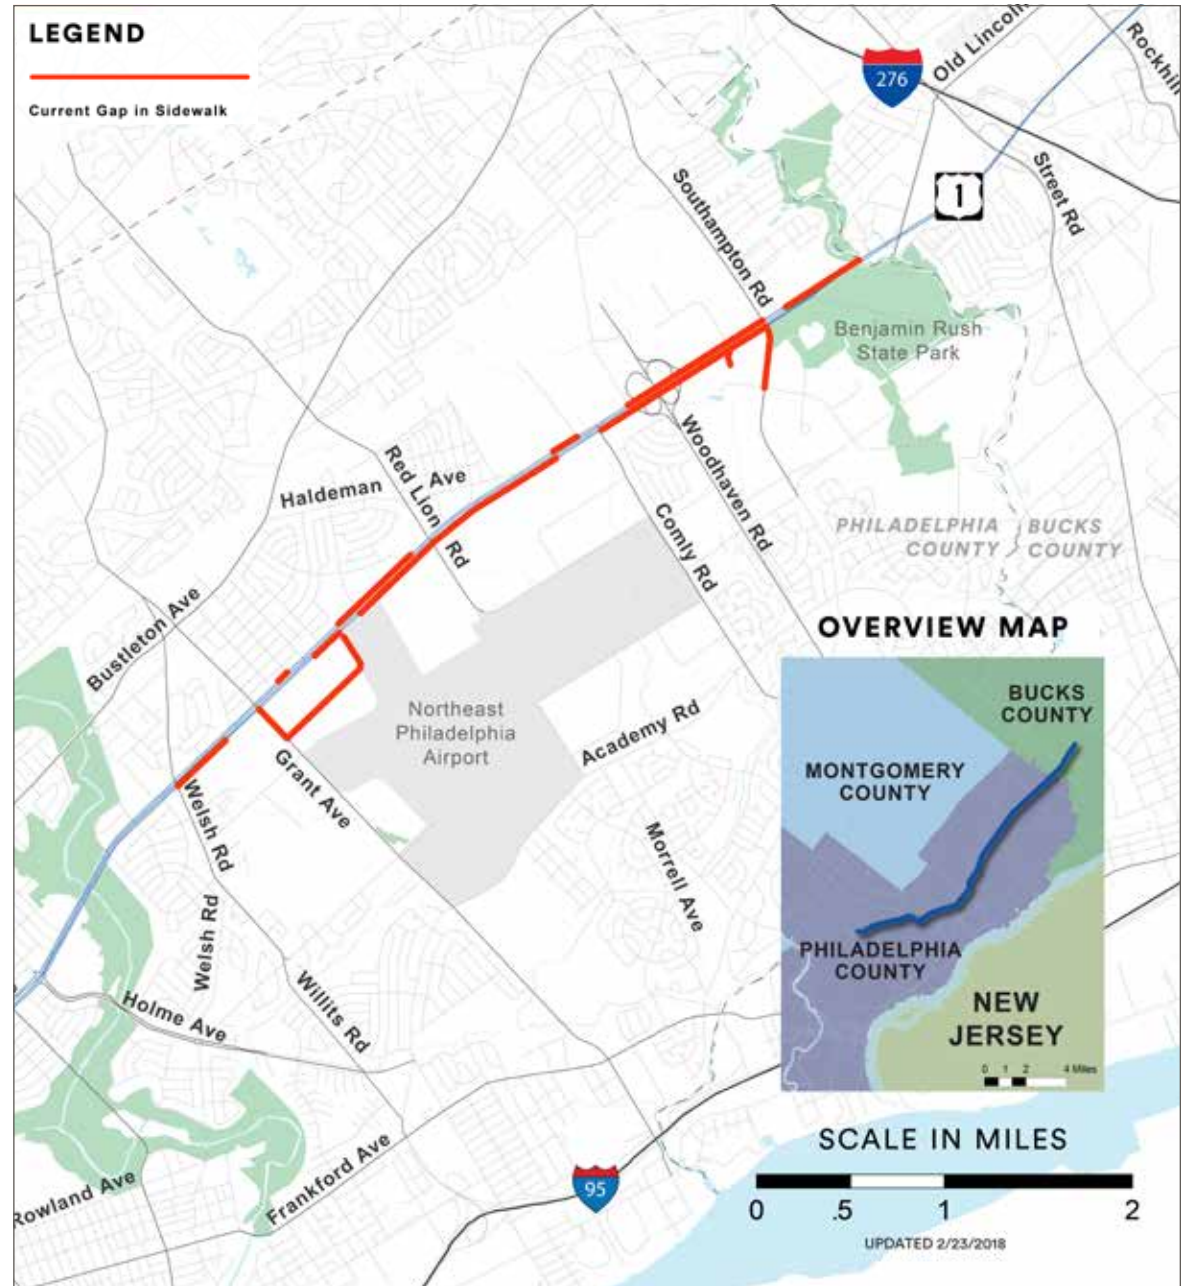 LEGEND
Current Gap in Sidewalk
276
Old Lincoln
Rockhill
1
Street Rd
Southampton Rd
Benjamin Rush
State Park
Woodhaven Rd
Red Lion Rd
Haldeman Ave
Comly Rd
PHILADELPHIA
COUNTY
BUCKS
COUNTY
Bustleton Ave
Northeast
Philadelphia
Airport
Academy Rd
Grant Ave
Welsh Rd
Morrell Ave
Welsh Rd
Willits Rd
Holme Ave
Rowland Ave
Frankford Ave
95
OVERVIEW MAP
BUCKS
COUNTY
MONTGOMERY
COUNTY
PHILADELPHIA
COUNTY
NEW
JERSEY
0 1 2 4 Miles
SCALE IN MILES
0 .5 1 2
UPDATED 2/23/2018